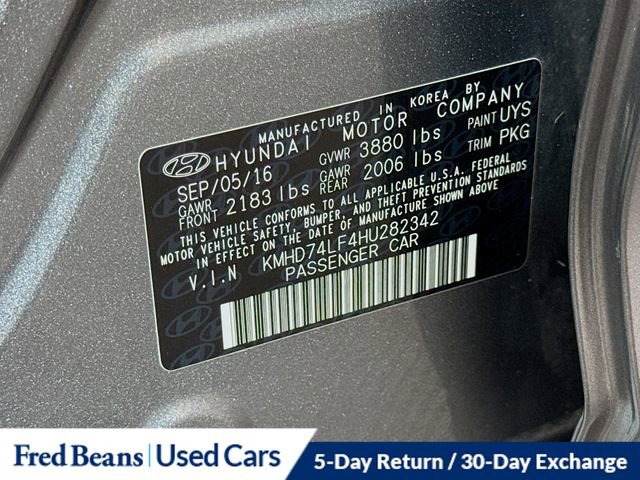 MANUFACTURED IN KOREA BY
HYUNDAI MOTOR COMPANY
SEP/05/16 GVWR 3880 lbs PAINT UYS
GAWR FRONT 2183 lbs GAWR REAR 2006 lbs TRIM PKG
THIS VEHICLE CONFORMS TO ALL APPLICABLE U.S.A. FEDERAL
MOTOR VEHICLE SAFETY, BUMPER, AND THEFT PREVENTION
STANDARDS IN EFFECT ON THE DATE OF MANUFACTURE SHOWN ABOVE
V.I.N KMHD74LF4HU282342
PASSENGER CAR
Fred Beans Used Cars 5-Day Return / 30-Day Exchange